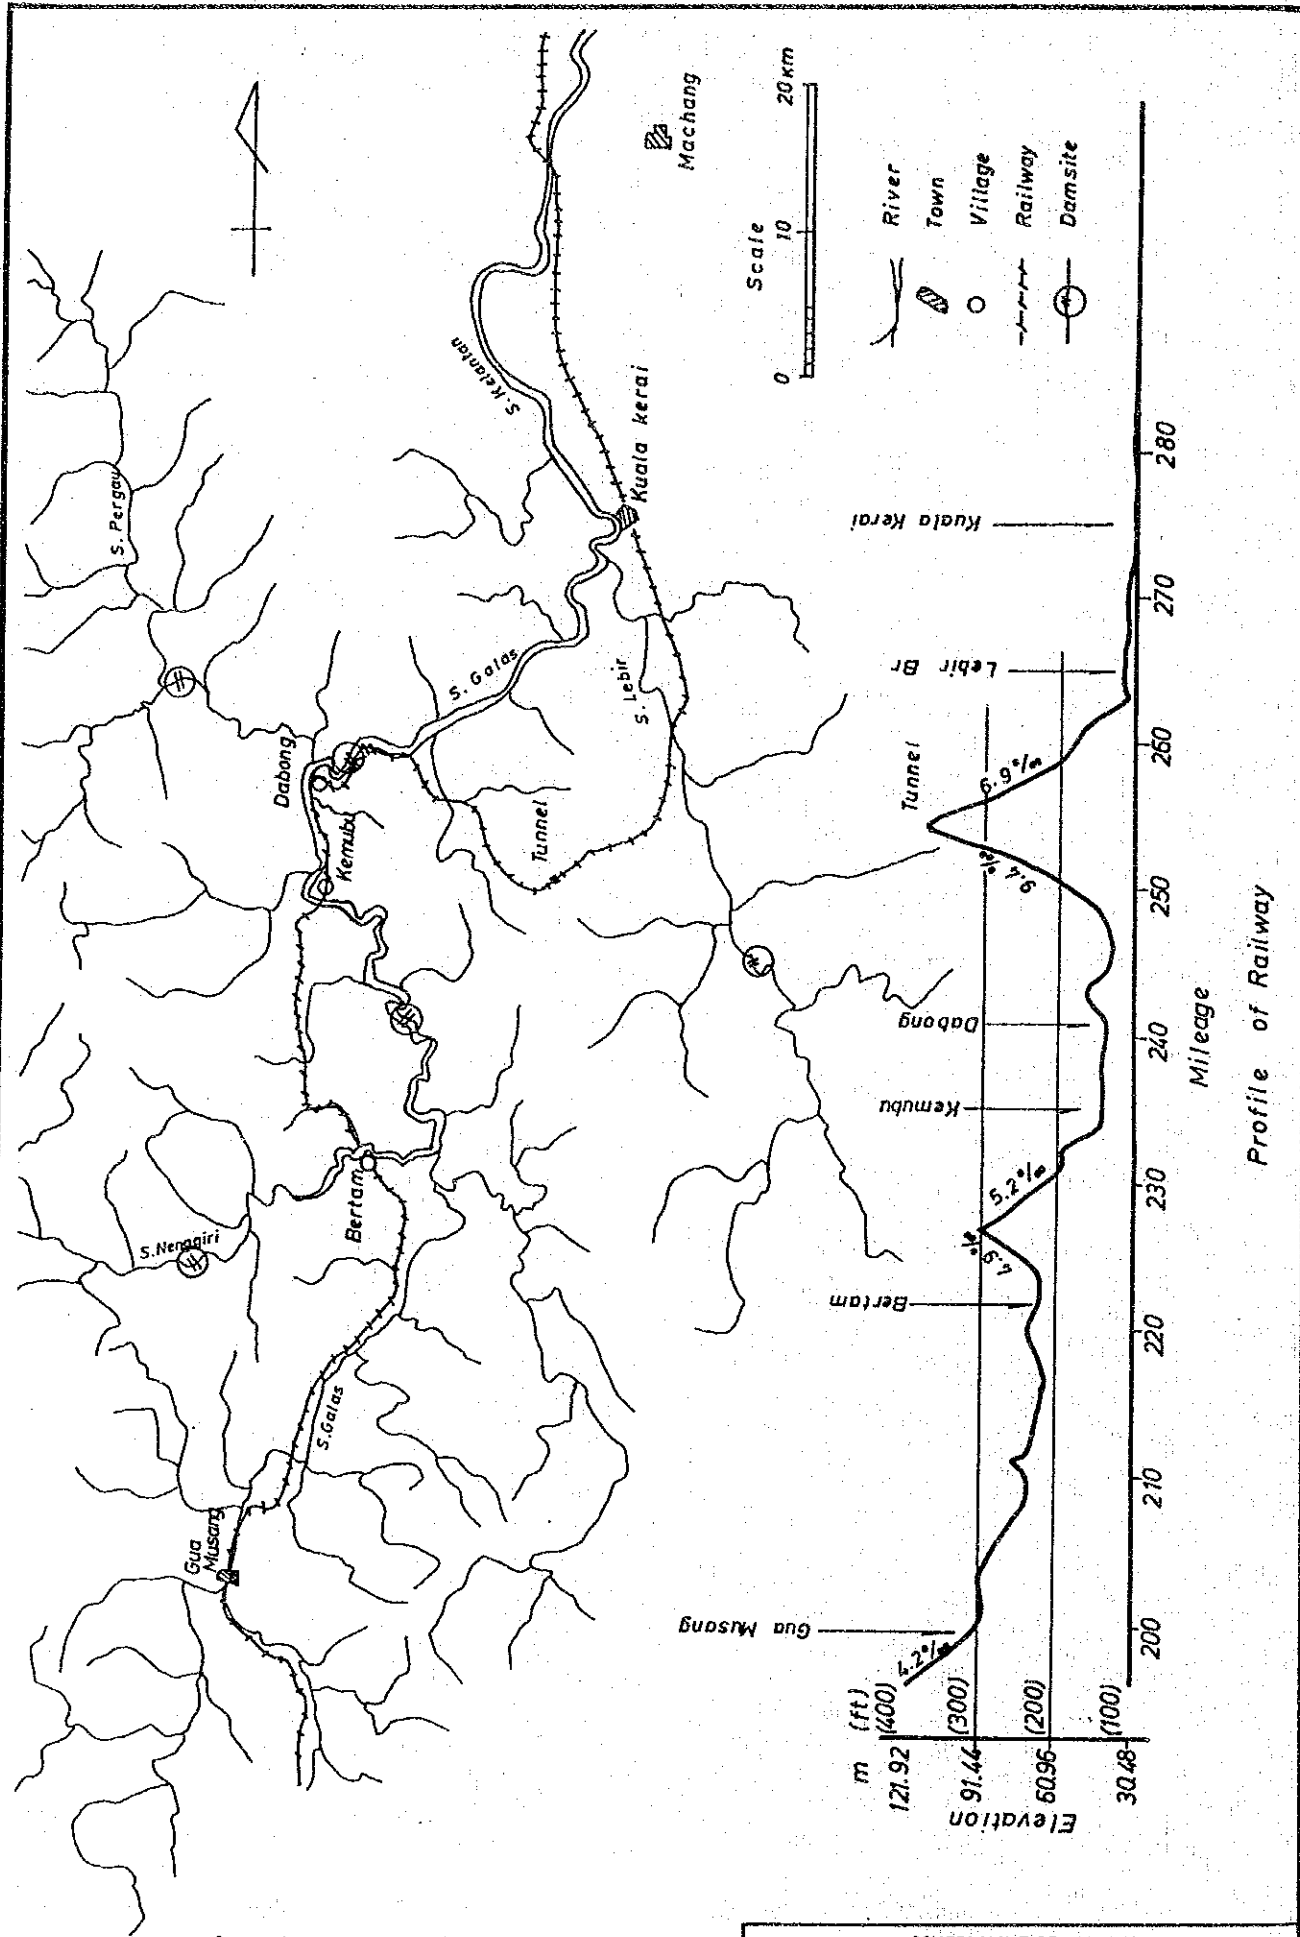 S. Pergau
S. Kelantan
Machang
Kuala kerai
S. Galas
S. Lebir
Dabong
Kemubu
Tunnel
S.Nenggiri
Bertam
S.Galas
Gua
Musang
Scale
0 10 20 km
River
Town
Village
Railway
Damsite
Gua Musang
Bertam
Kemubu
Dabong
Tunnel
Lebir Br
Kuala Kerai
4.2‰
4.9‰
5.2‰
9.4‰
6.9‰
Elevation
m (ft)
121.92 (400)
91.44 (300)
60.96 (200)
30.48 (100)
200 210 220 230 240 250 260 270 280
Mileage
Profile of Railway